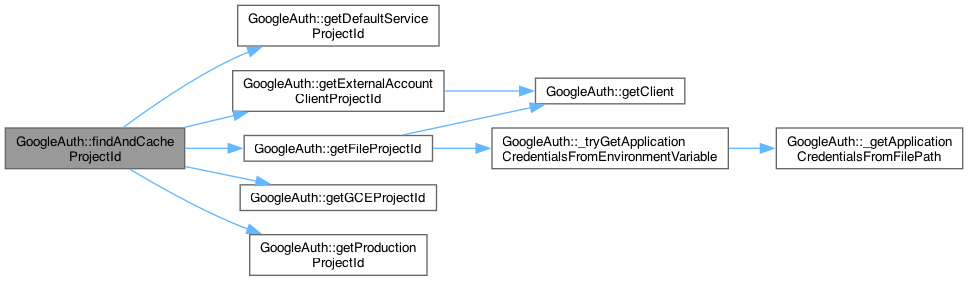 GoogleAuth::getDefaultService
ProjectId
GoogleAuth::getExternalAccount
ClientProjectId
GoogleAuth::getClient
GoogleAuth::findAndCache
ProjectId
GoogleAuth::getFileProjectId
GoogleAuth::_tryGetApplication
CredentialsFromEnvironmentVariable
GoogleAuth::_getApplication
CredentialsFromFilePath
GoogleAuth::getGCEProjectId
GoogleAuth::getProduction
ProjectId